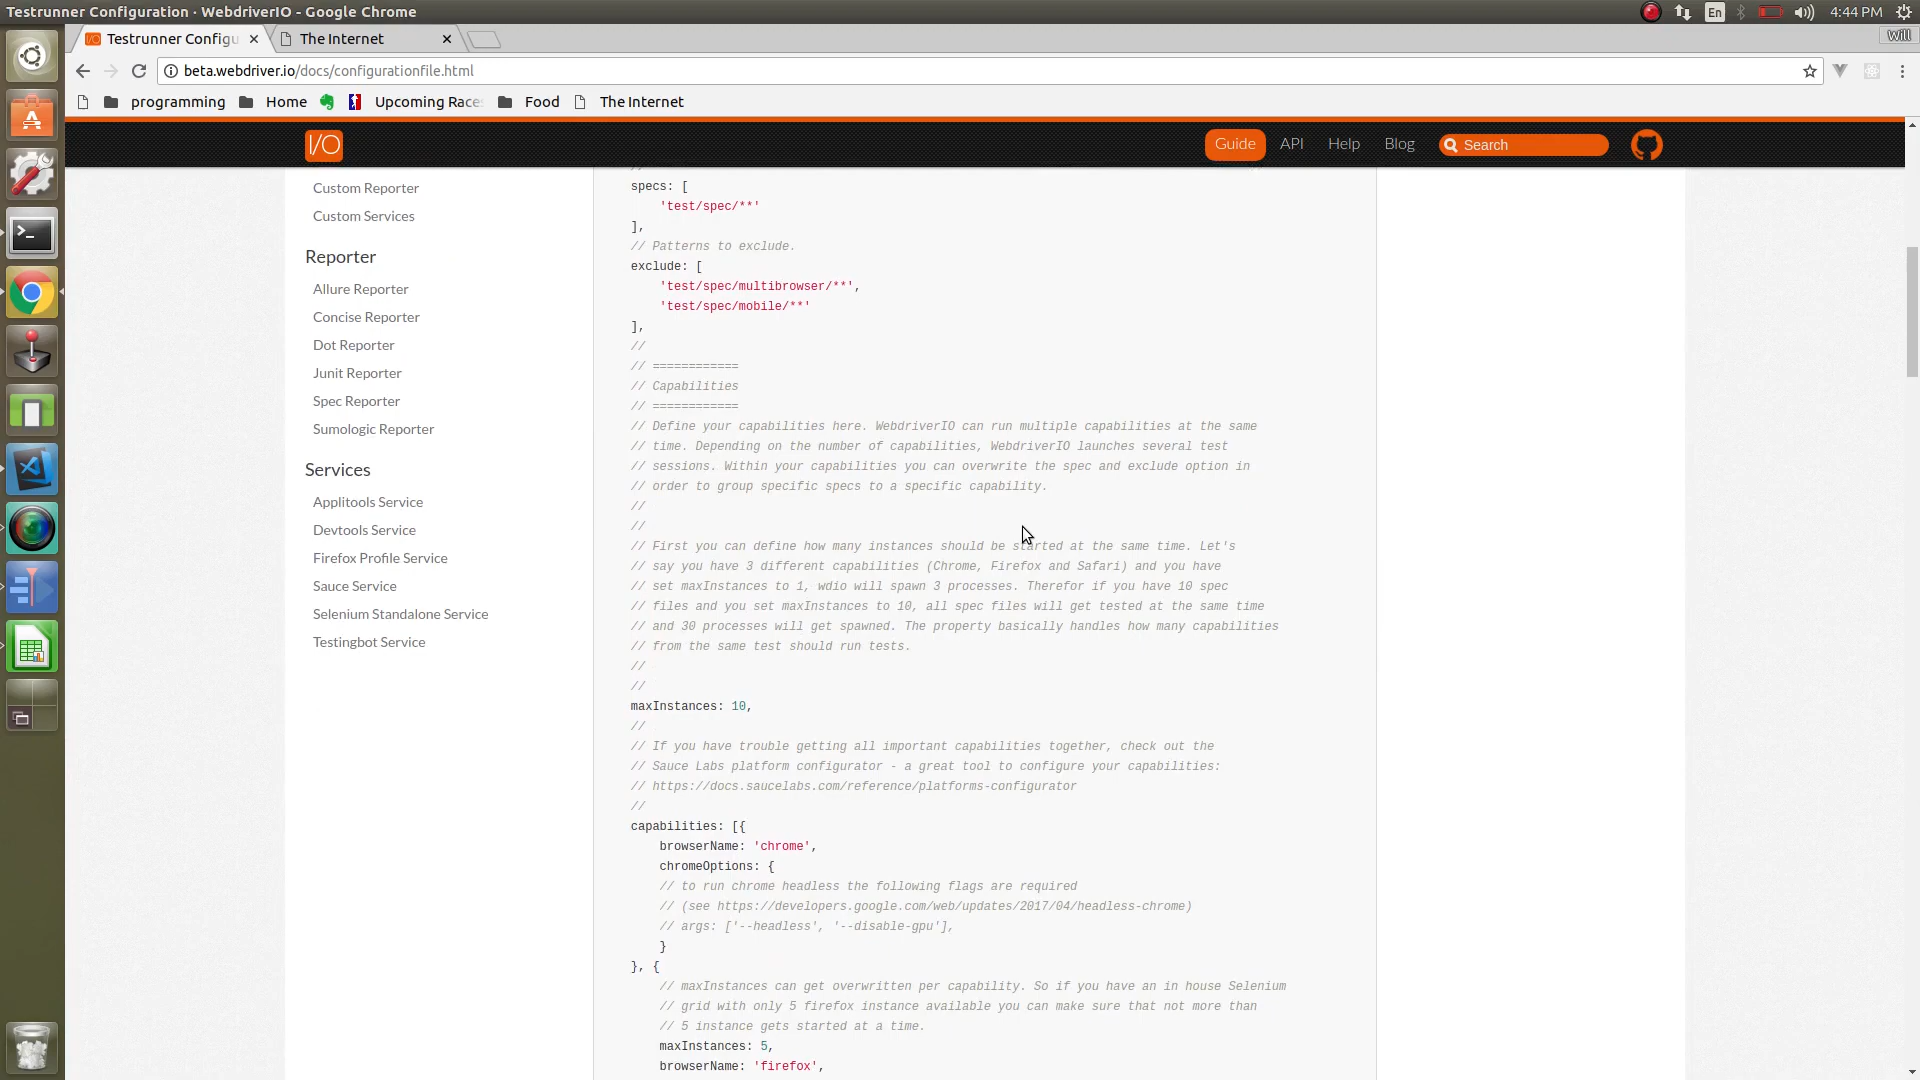 Testrunner Configuration · WebdriverIO - Google Chrome
En
4:44 PM
Testrunner Configu
The Internet
Will
beta.webdriver.io/docs/configurationfile.html
programming
Home
Upcoming Race
Food
The Internet
I/O
Guide
API
Help
Blog
Search
Custom Reporter
Custom Services
Reporter
Allure Reporter
Concise Reporter
Dot Reporter
Junit Reporter
Spec Reporter
Sumologic Reporter
Services
Applitools Service
Devtools Service
Firefox Profile Service
Sauce Service
Selenium Standalone Service
Testingbot Service
specs: [
'test/spec/**'
],
// Patterns to exclude.
exclude: [
'test/spec/multibrowser/**',
'test/spec/mobile/**'
],
//
// ============
// Capabilities
// ============
// Define your capabilities here. WebdriverIO can run multiple capabilities at the same
// time. Depending on the number of capabilities, WebdriverIO launches several test
// sessions. Within your capabilities you can overwrite the spec and exclude option in
// order to group specific specs to a specific capability.
//
//
// First you can define how many instances should be started at the same time. Let's
// say you have 3 different capabilities (Chrome, Firefox and Safari) and you have
// set maxInstances to 1, wdio will spawn 3 processes. Therefor if you have 10 spec
// files and you set maxInstances to 10, all spec files will get tested at the same time
// and 30 processes will get spawned. The property basically handles how many capabilities
// from the same test should run tests.
//
//
maxInstances: 10,
//
// If you have trouble getting all important capabilities together, check out the
// Sauce Labs platform configurator - a great tool to configure your capabilities:
// https://docs.saucelabs.com/reference/platforms-configurator
//
capabilities: [{
browserName: 'chrome',
chromeOptions: {
// to run chrome headless the following flags are required
// (see https://developers.google.com/web/updates/2017/04/headless-chrome)
// args: ['--headless', '--disable-gpu'],
}
}, {
// maxInstances can get overwritten per capability. So if you have an in house Selenium
// grid with only 5 firefox instance available you can make sure that not more than
// 5 instance gets started at a time.
maxInstances: 5,
browserName: 'firefox',